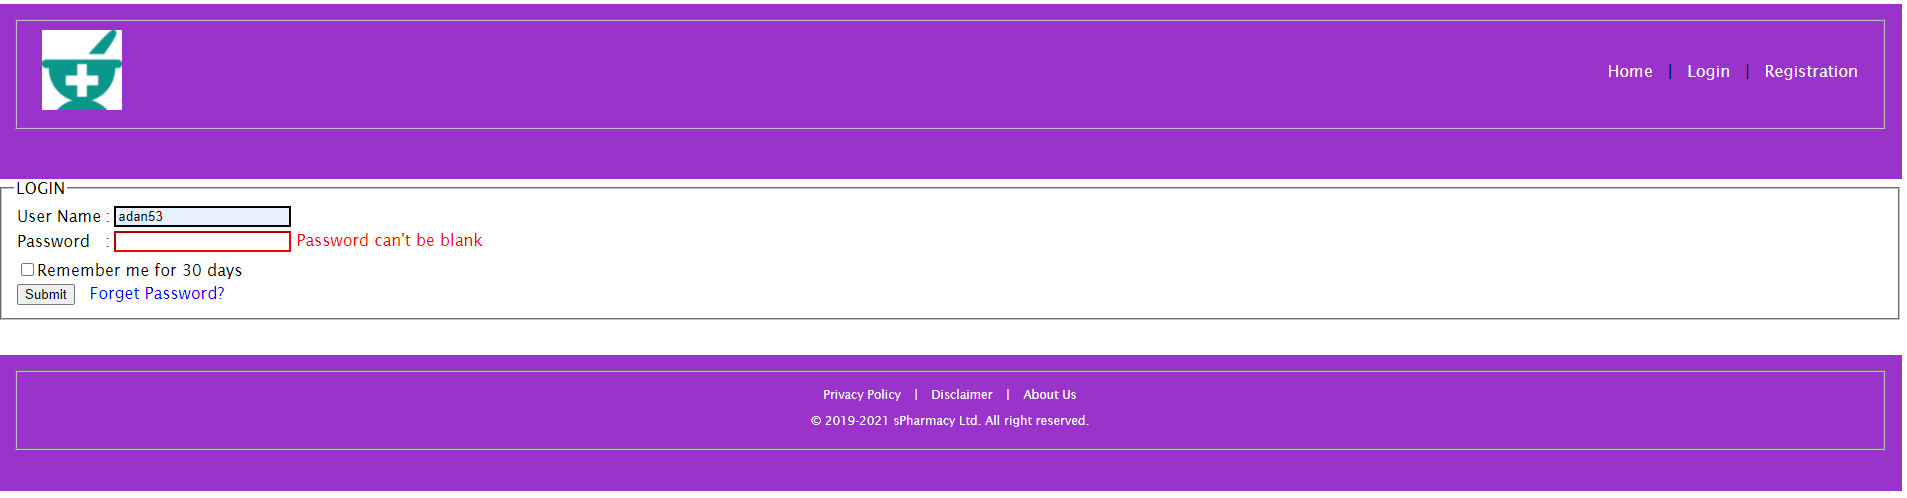 Home | Login | Registration
LOGIN
User Name : adan53
Password : Password can't be blank
Remember me for 30 days
Submit Forget Password?
Privacy Policy | Disclaimer | About Us
© 2019-2021 sPharmacy Ltd. All right reserved.